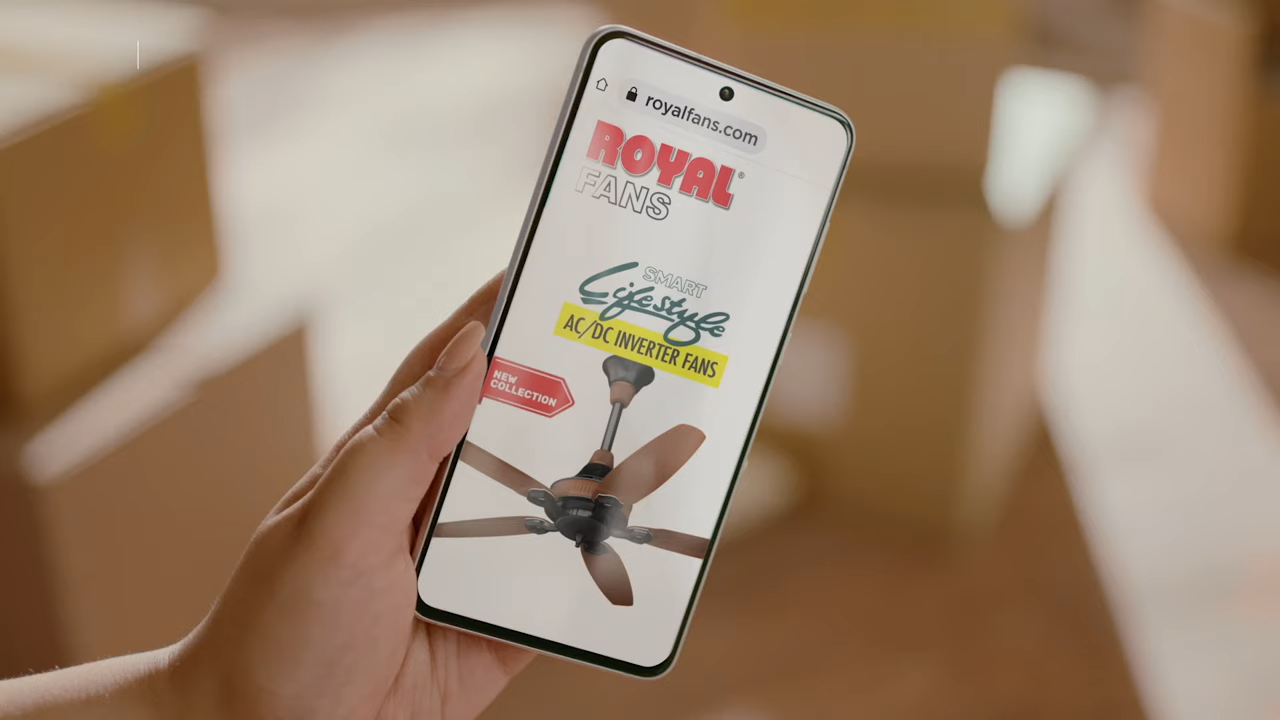 royalfans.com
ROYAL®
FANS
SMART
Lifestyle
AC/DC INVERTER FANS
NEW
COLLECTION